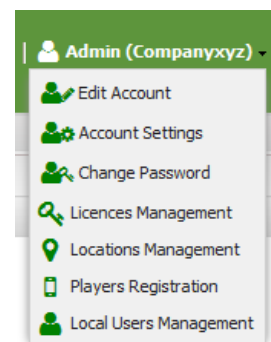 | Admin (Companyxyz)
Edit Account
Account Settings
Change Password
Licences Management
Locations Management
Players Registration
Local Users Management